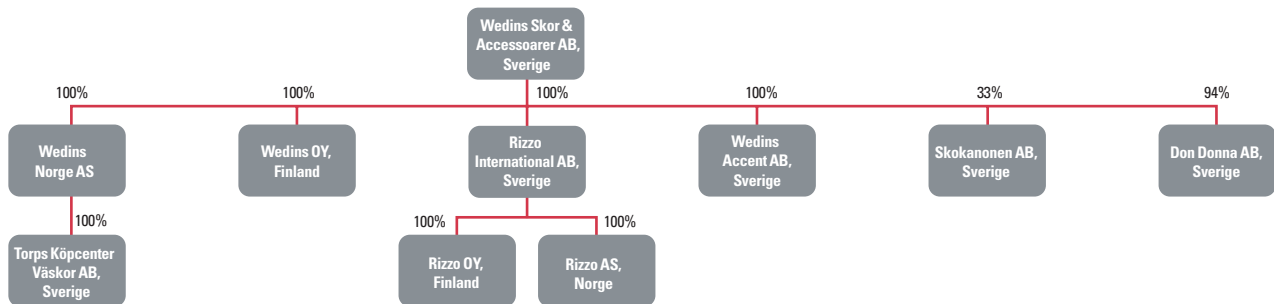 Wedins Skor &
Accessoarer AB,
Sverige
100%
100%
100%
100%
33%
94%
Wedins
Norge AS
Wedins OY,
Finland
Rizzo
International AB,
Sverige
Wedins
Accent AB,
Sverige
Skokanonen AB,
Sverige
Don Donna AB,
Sverige
100%
100%
100%
Torps Köpcenter
Väskor AB,
Sverige
Rizzo OY,
Finland
Rizzo AS,
Norge